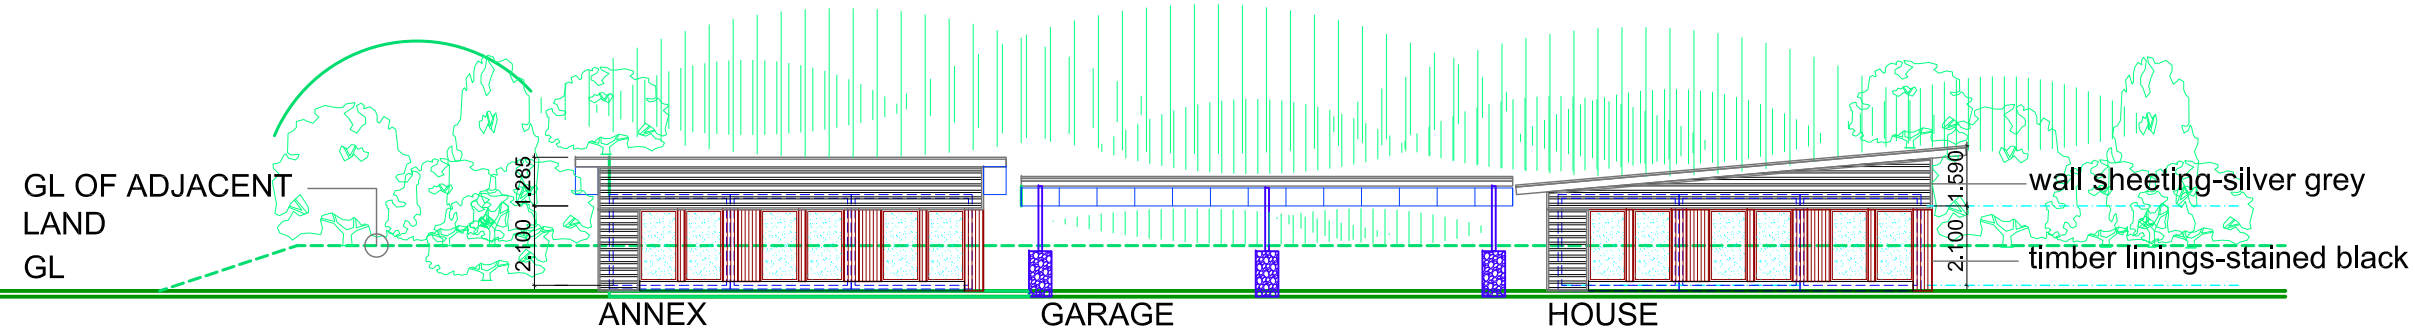 1.285
1.590
GL OF ADJACENT
LAND
wall sheeting-silver grey
2.100
2.100
GL
timber linings-stained black
ANNEX
GARAGE
HOUSE